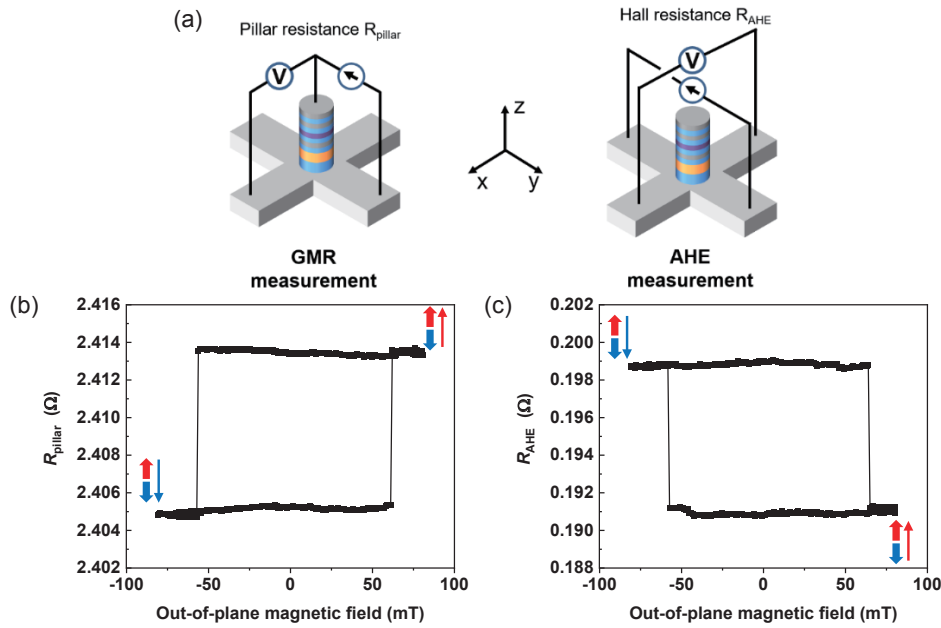 (a)
Pillar resistance R_pillar
Hall resistance R_AHE
V
V
z
x
y
GMR
measurement
AHE
measurement
(b)
2.416
2.414
2.412
2.410
2.408
2.406
2.404
2.402
R_pillar (Ω)
-100
-50
0
50
100
Out-of-plane magnetic field (mT)
(c)
0.202
0.200
0.198
0.196
0.194
0.192
0.190
0.188
R_AHE (Ω)
-100
-50
0
50
100
Out-of-plane magnetic field (mT)